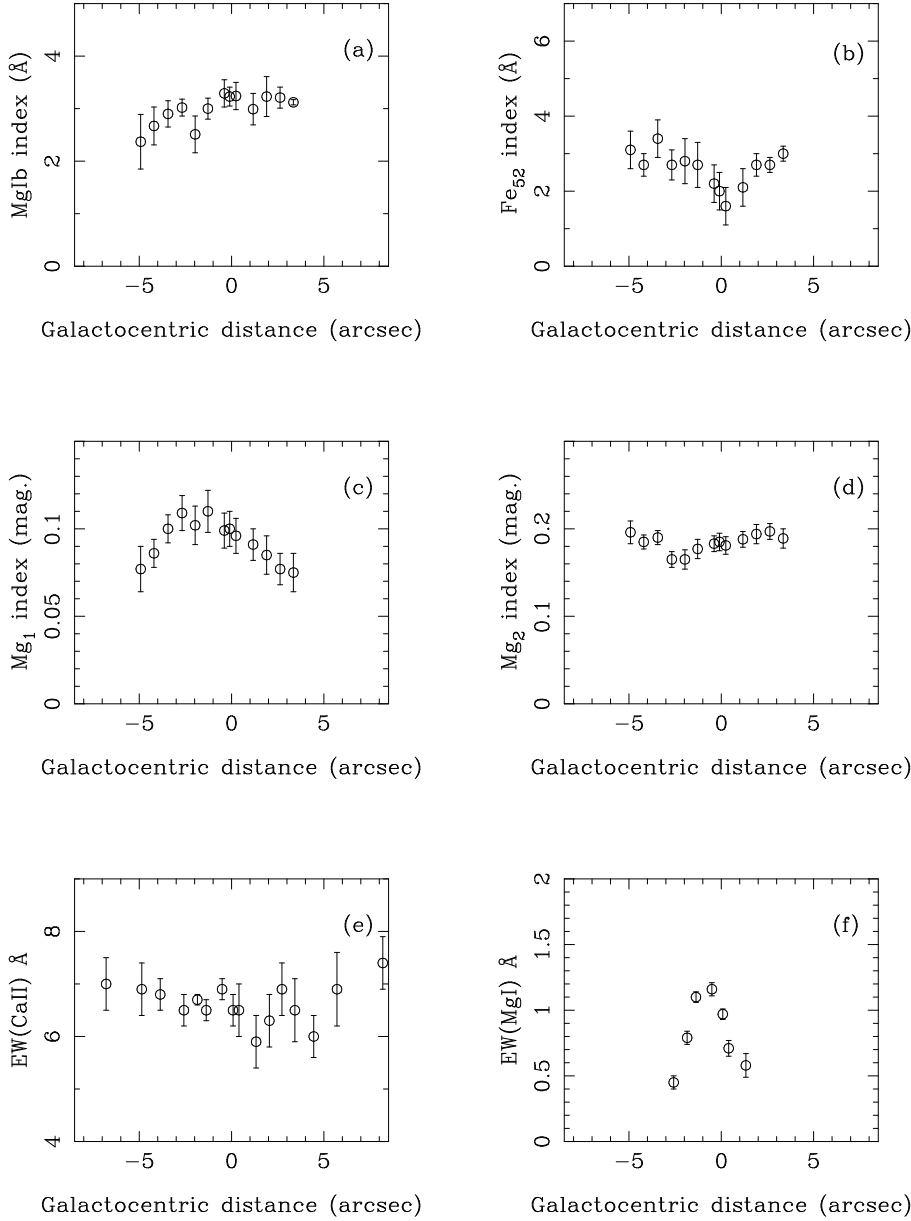 (a)
MgIb index (Å)
0 2 4
−5 0 5
Galactocentric distance (arcsec)
(b)
Fe52 index (Å)
0 2 4 6
−5 0 5
Galactocentric distance (arcsec)
(c)
Mg1 index (mag.)
0 0.05 0.1
−5 0 5
Galactocentric distance (arcsec)
(d)
Mg2 index (mag.)
0 0.1 0.2
−5 0 5
Galactocentric distance (arcsec)
(e)
EW(CaII) Å
4 6 8
−5 0 5
Galactocentric distance (arcsec)
(f)
EW(MgI) Å
0 0.5 1 1.5 2
−5 0 5
Galactocentric distance (arcsec)